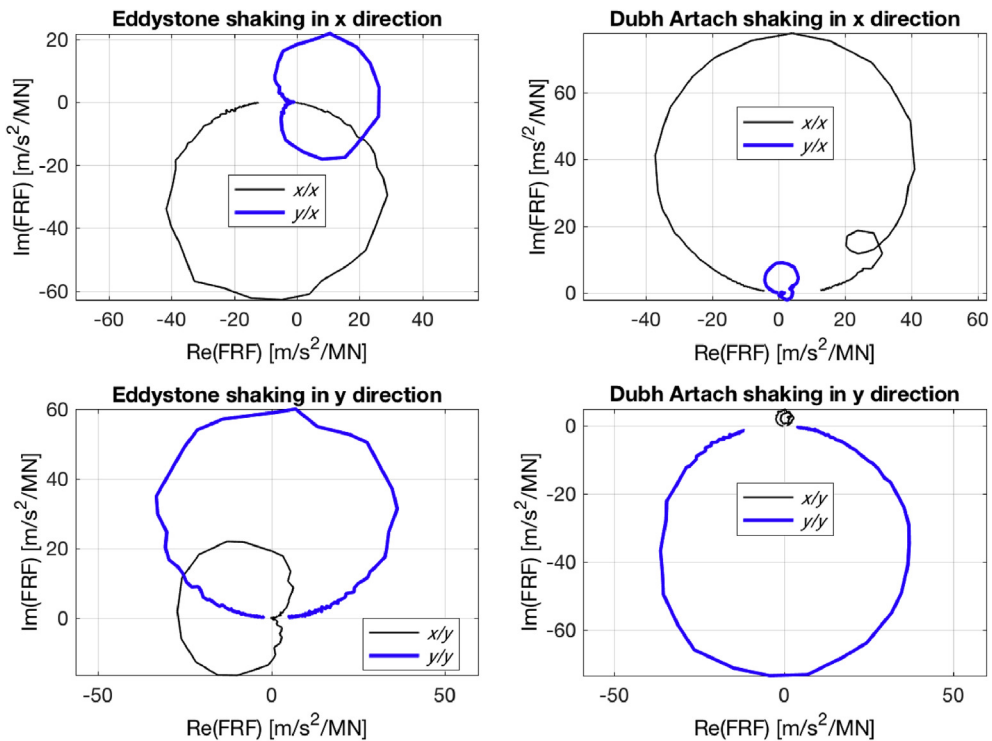 Eddystone shaking in x direction
Im(FRF) [m/s²/MN]
20
0
-20
-40
-60
x/x
y/x
-60
-40
-20
0
20
40
Re(FRF) [m/s²/MN]
Dubh Artach shaking in x direction
Im(FRF) [ms/²/MN]
80
60
40
20
0
x/x
y/x
-40
-20
0
20
40
60
Re(FRF) [m/s²/MN]
Eddystone shaking in y direction
Im(FRF) [m/s²/MN]
60
40
20
0
x/y
y/y
-50
0
50
Re(FRF) [m/s²/MN]
Dubh Artach shaking in y direction
Im(FRF) [m/s²/MN]
0
-20
-40
-60
x/y
y/y
-50
0
50
Re(FRF) [m/s²/MN]